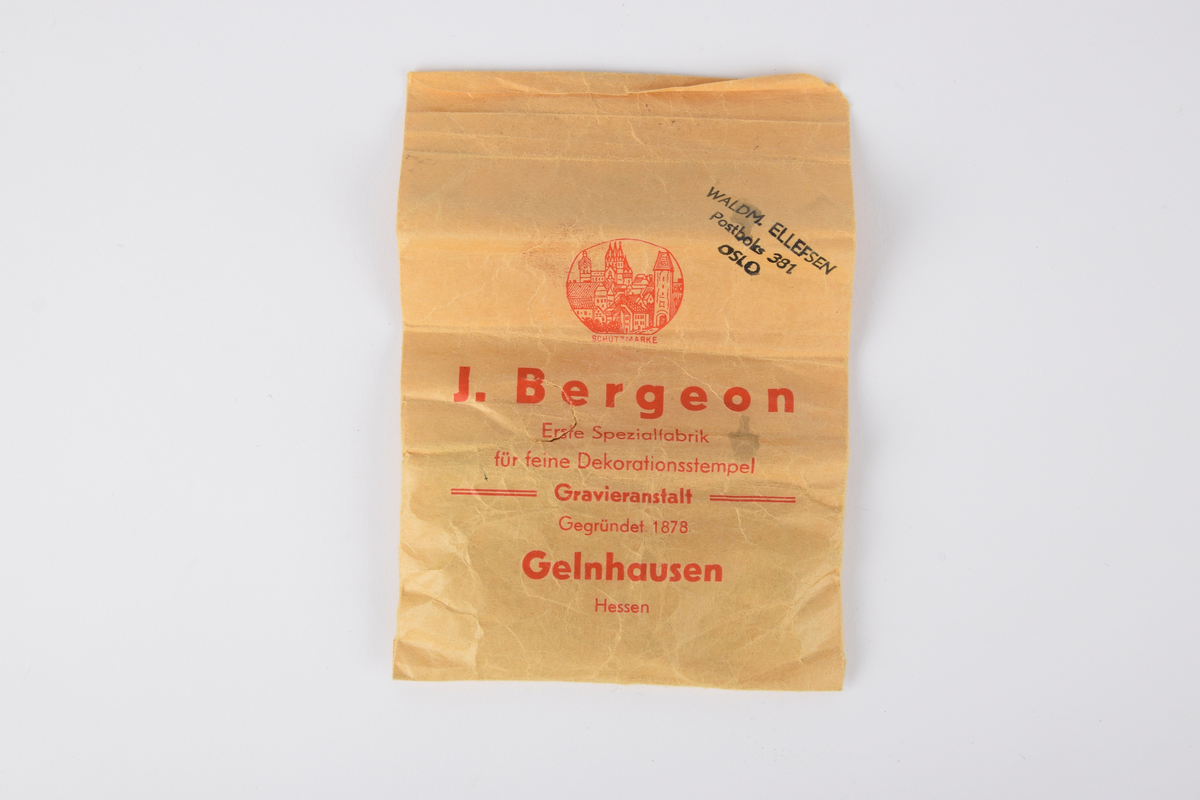 WALDM. ELLEFSEN
Postboks 381
OSLO
SCHUTZMARKE
J. Bergeon
Erste Spezialfabrik
für feine Dekorationsstempel
Gravieranstalt
Gegründet 1878
Gelnhausen
Hessen